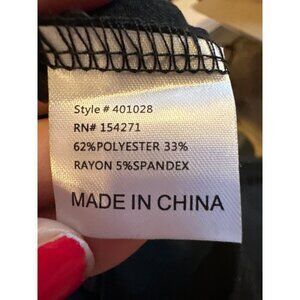 Style # 401028
RN# 154271
62%POLYESTER 33%
RAYON 5%SPANDEX
MADE IN CHINA